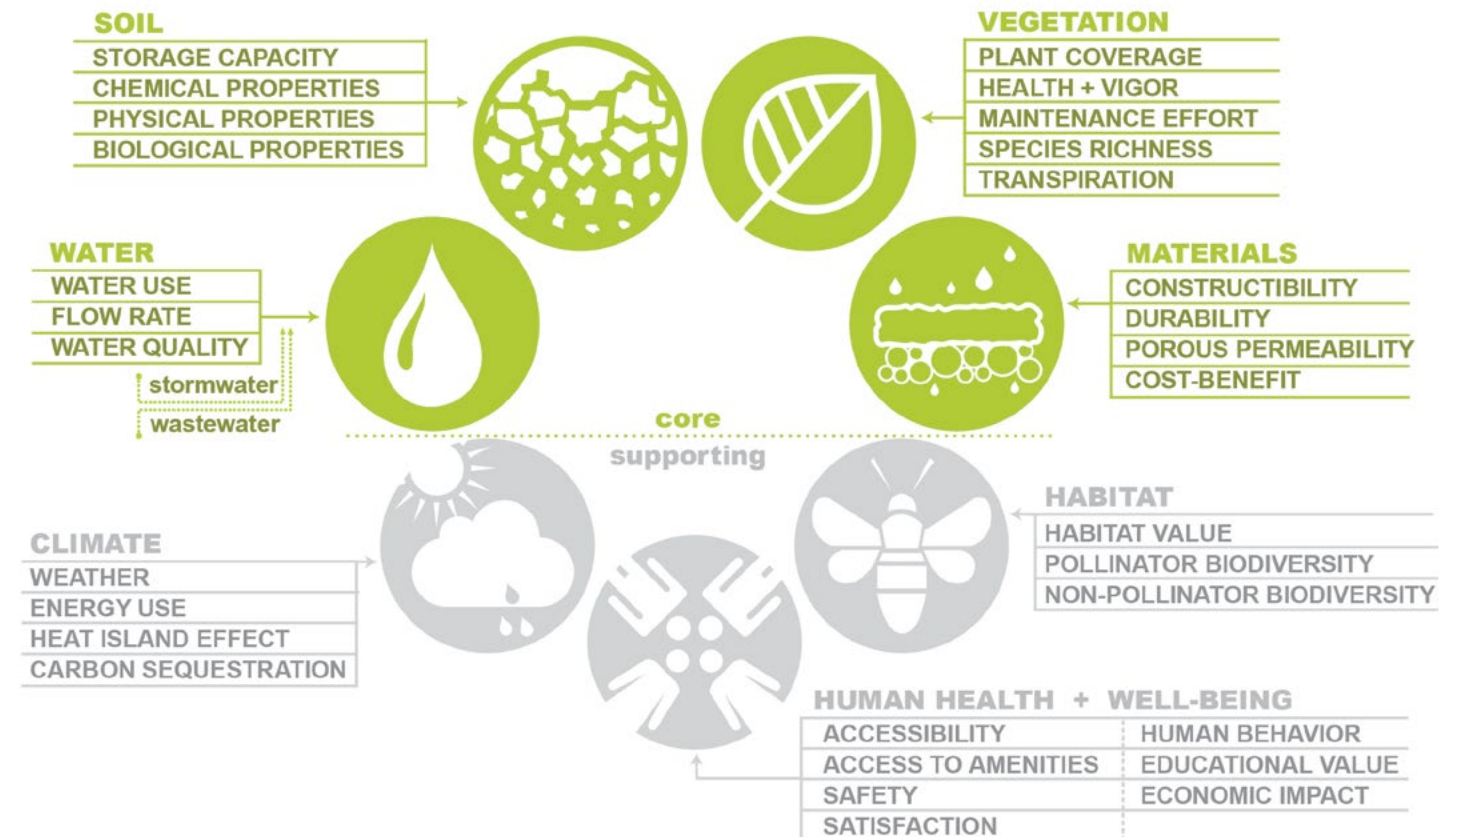 SOIL
STORAGE CAPACITY
CHEMICAL PROPERTIES
PHYSICAL PROPERTIES
BIOLOGICAL PROPERTIES
VEGETATION
PLANT COVERAGE
HEALTH + VIGOR
MAINTENANCE EFFORT
SPECIES RICHNESS
TRANSPIRATION
WATER
WATER USE
FLOW RATE
WATER QUALITY
stormwater
wastewater
MATERIALS
CONSTRUCTIBILITY
DURABILITY
POROUS PERMEABILITY
COST-BENEFIT
core
supporting
CLIMATE
WEATHER
ENERGY USE
HEAT ISLAND EFFECT
CARBON SEQUESTRATION
HABITAT
HABITAT VALUE
POLLINATOR BIODIVERSITY
NON-POLLINATOR BIODIVERSITY
HUMAN HEALTH + WELL-BEING
ACCESSIBILITY
ACCESS TO AMENITIES
SAFETY
SATISFACTION
HUMAN BEHAVIOR
EDUCATIONAL VALUE
ECONOMIC IMPACT